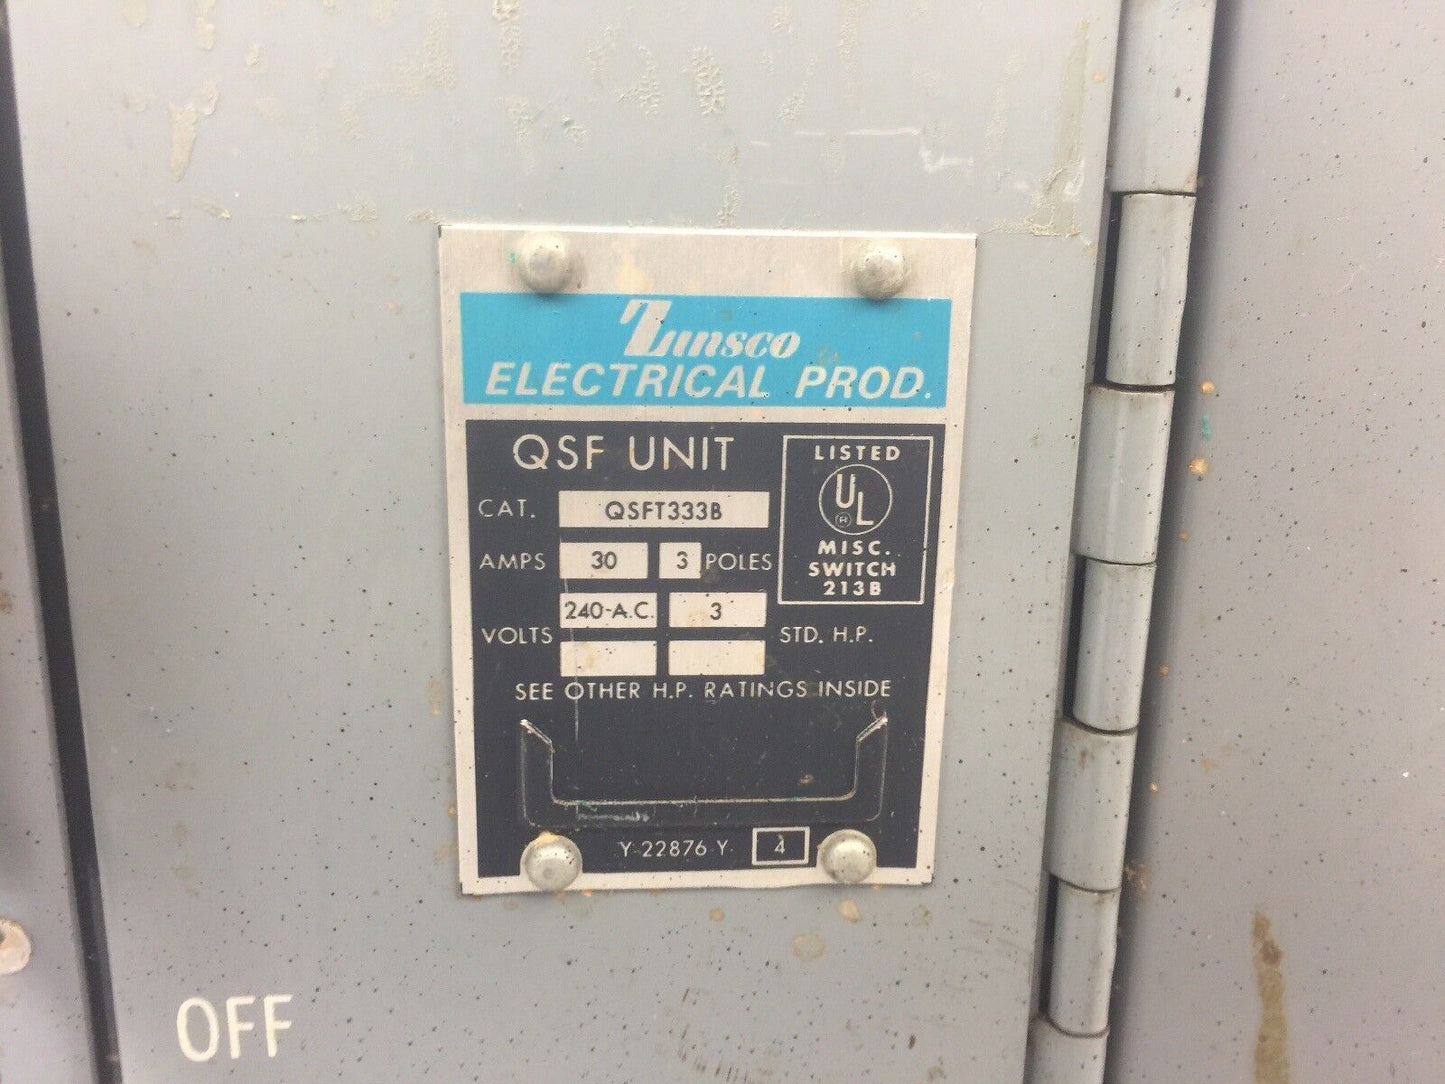 Zinsco
ELECTRICAL PROD.
QSF UNIT
CAT. QSFT333B
AMPS 30 3 POLES
240-A.C. 3
VOLTS STD. H.P.
SEE OTHER H.P. RATINGS INSIDE
LISTED
UL
®
MISC.
SWITCH
213B
Y-22876-Y 4
OFF